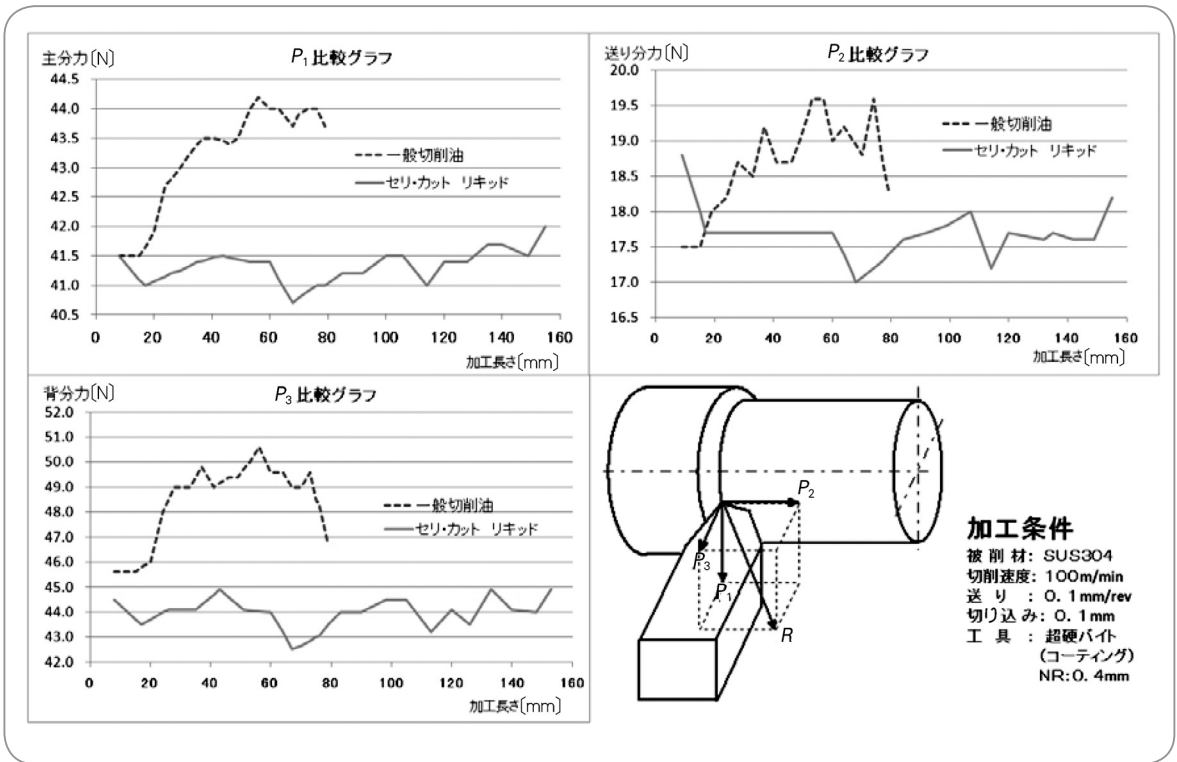 主分力[N]
P1 比較グラフ
44.5
44.0
43.5
43.0
42.5
42.0
41.5
41.0
40.5
一般切削油
セリ・カット リキッド
0 20 40 60 80 100 120 140 160
加工長さ[mm]
送り分力[N]
P2 比較グラフ
20.0
19.5
19.0
18.5
18.0
17.5
17.0
16.5
一般切削油
セリ・カット リキッド
0 20 40 60 80 100 120 140 160
加工長さ[mm]
背分力[N]
P3 比較グラフ
52.0
51.0
50.0
49.0
48.0
47.0
46.0
45.0
44.0
43.0
42.0
一般切削油
セリ・カット リキッド
0 20 40 60 80 100 120 140 160
加工長さ[mm]
P2
P3
P1
R
加工条件
被削材: SUS304
切削速度: 100m/min
送り : 0.1mm/rev
切り込み: 0.1mm
工具 : 超硬バイト
(コーティング)
NR:0.4mm